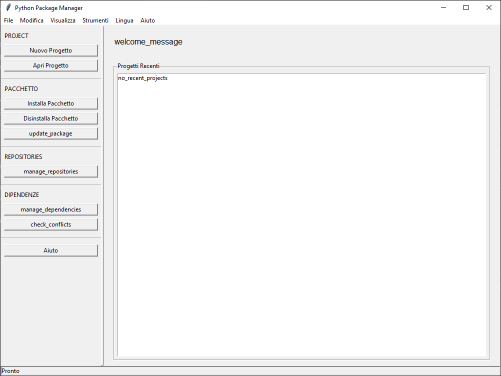 Python Package Manager
File Modifica Visualizza Strumenti Lingua Aiuto
PROJECT
Nuovo Progetto
Apri Progetto
PACCHETTO
Installa Pacchetto
Disinstalla Pacchetto
update_package
REPOSITORIES
manage_repositories
DIPENDENZE
manage_dependencies
check_conflicts
Aiuto
welcome_message
Progetti Recenti
no_recent_projects
Pronto